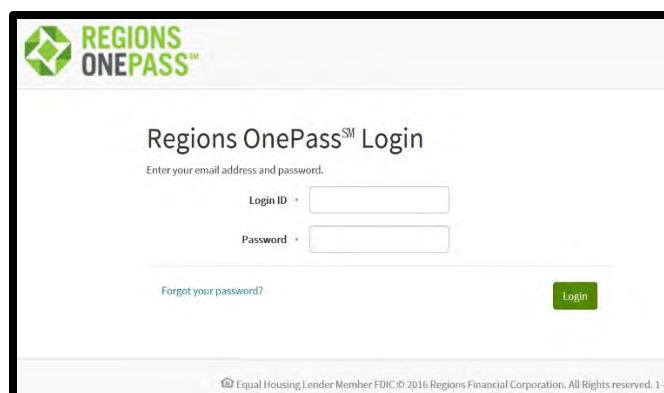 REGIONS
ONEPASS℠
Regions OnePass℠ Login
Enter your email address and password.
Login ID *
Password *
Forgot your password?
Login
Equal Housing Lender Member FDIC © 2016 Regions Financial Corporation. All Rights reserved. 1-